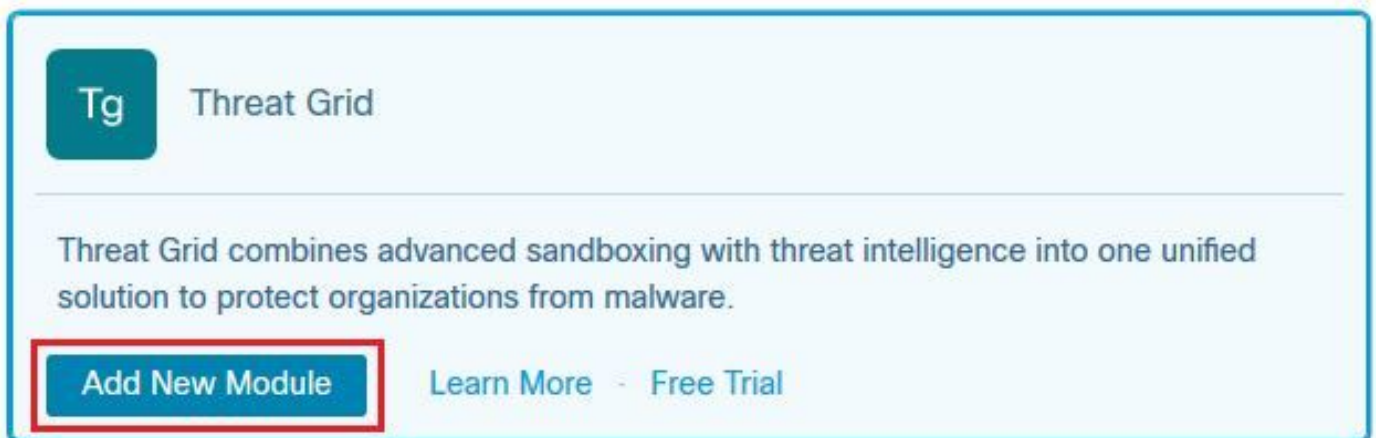 Tg
Threat Grid
Threat Grid combines advanced sandboxing with threat intelligence into one unified
solution to protect organizations from malware.
Add New Module
Learn More · Free Trial